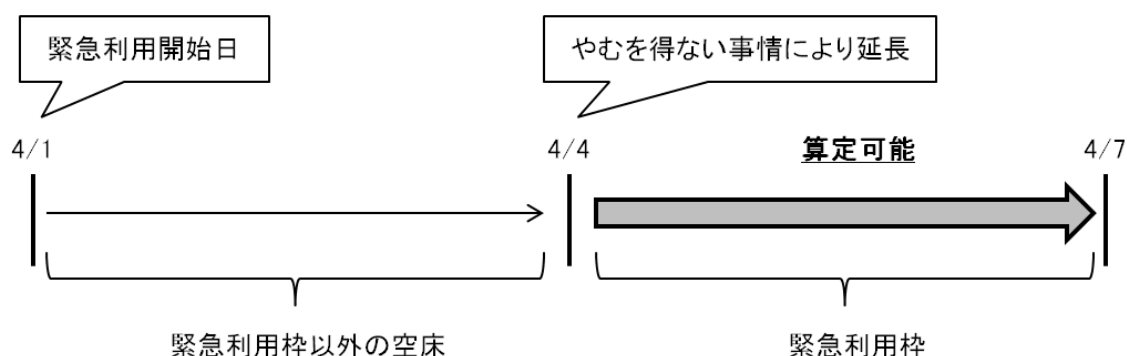 緊急利用開始日
やむを得ない事情により延長
4/1
4/4
算定可能
4/7
緊急利用枠以外の空床
緊急利用枠